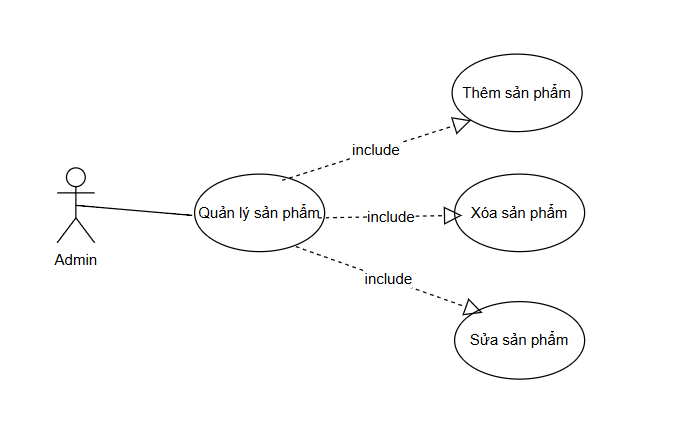 Thêm sản phẩm
include
Quản lý sản phẩm
include
Xóa sản phẩm
Admin
include
Sửa sản phẩm